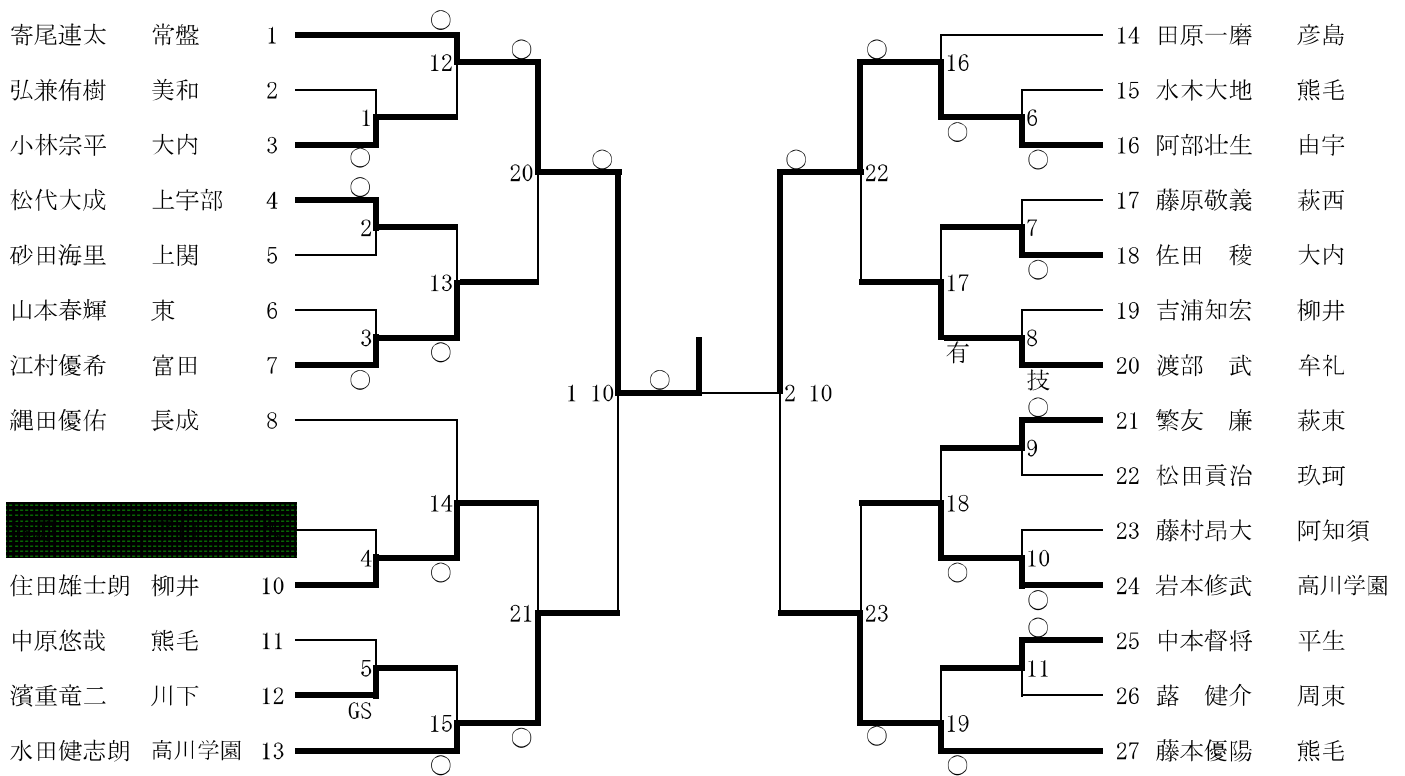 寄尾連太 常盤 1
弘兼侑樹 美和 2
小林宗平 大内 3
松代大成 上宇部 4
砂田海里 上関 5
山本春輝 東 6
江村優希 富田 7
縄田優佑 長成 8
住田雄士朗 柳井 10
中原悠哉 熊毛 11
濱重竜二 川下 12
水田健志朗 高川学園 13
1
2
3
4
5
GS
12
13
14
15
20
21
1 10
2 10
22
23
16
17
有
18
19
6
7
8
技
9
10
11
14 田原一磨 彦島
15 水木大地 熊毛
16 阿部壮生 由宇
17 藤原敬義 萩西
18 佐田 稜 大内
19 吉浦知宏 柳井
20 渡部 武 牟礼
21 繁友 廉 萩東
22 松田貢治 玖珂
23 藤村昂大 阿知須
24 岩本修武 高川学園
25 中本督将 平生
26 蕗 健介 周東
27 藤本優陽 熊毛